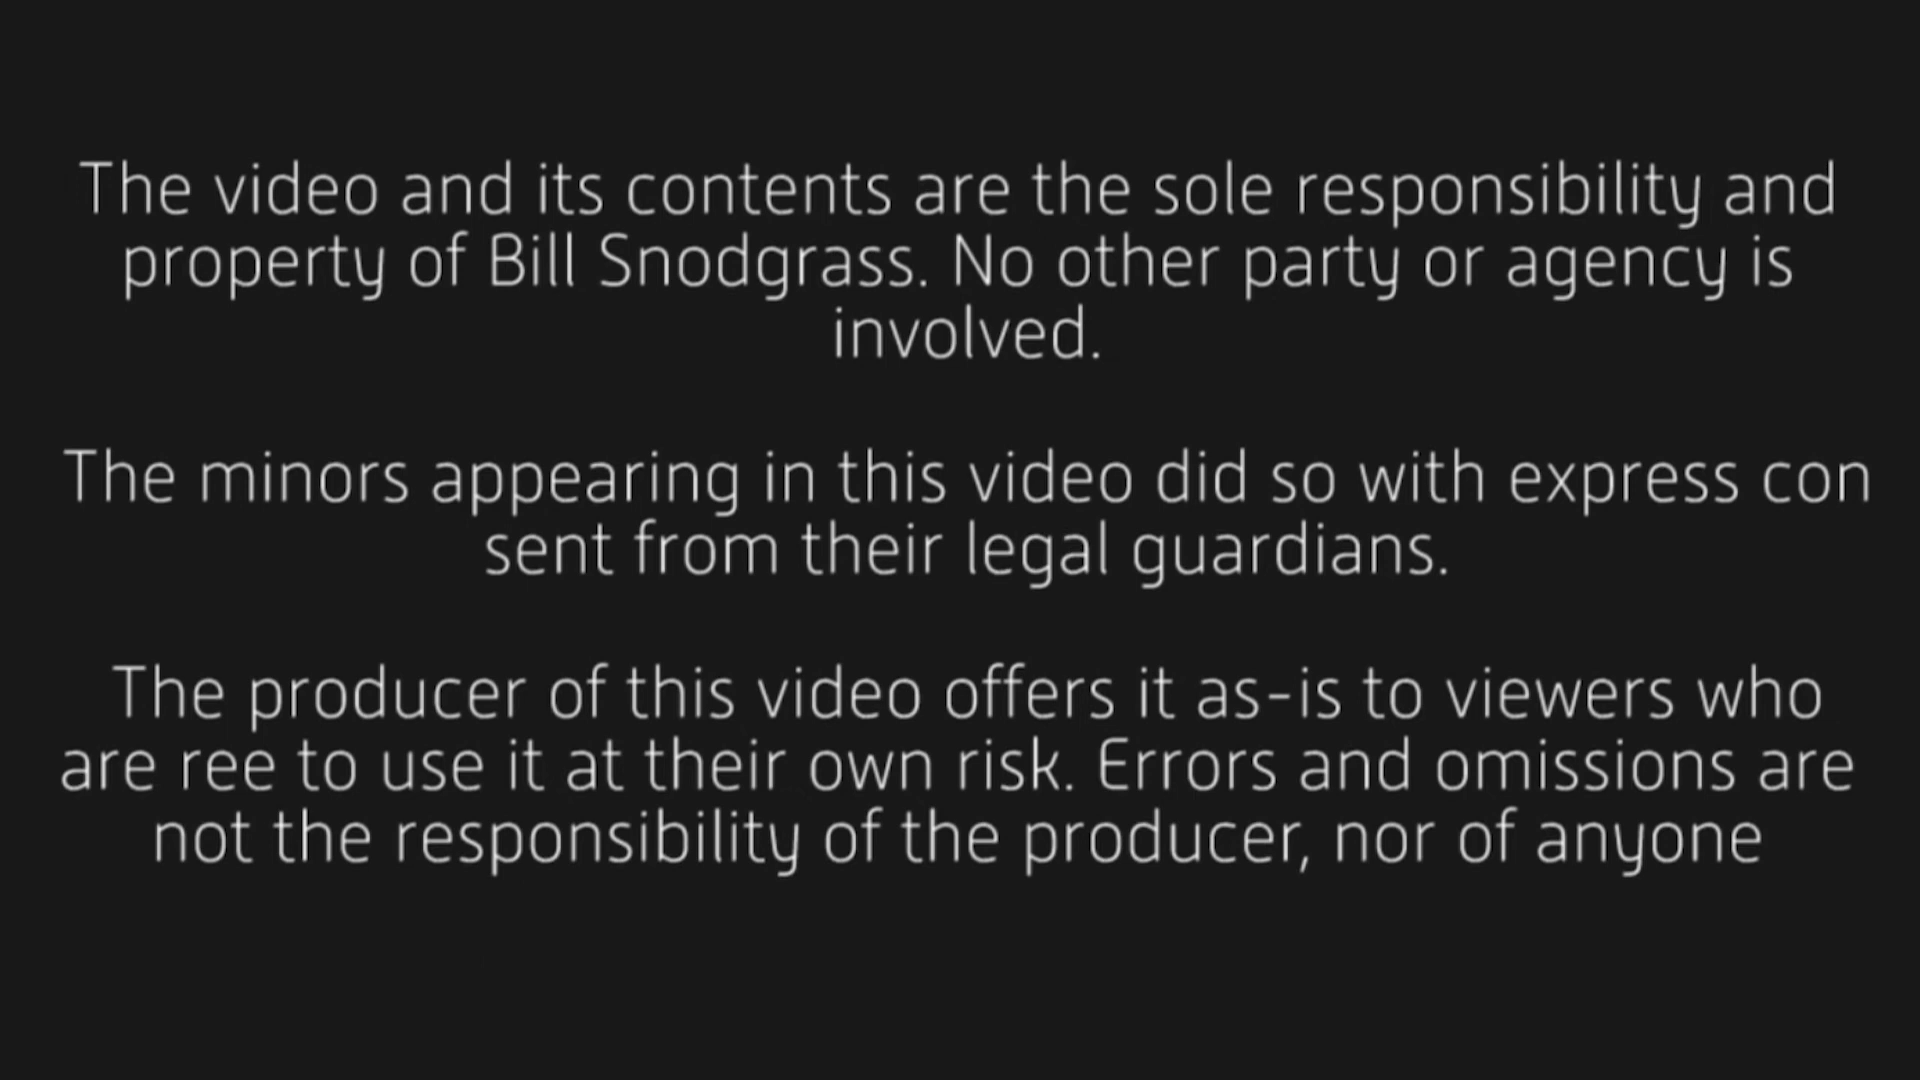 The video and its contents are the sole responsibility and
property of Bill Snodgrass. No other party or agency is
involved.
The minors appearing in this video did so with express con
sent from their legal guardians.
The producer of this video offers it as-is to viewers who
are ree to use it at their own risk. Errors and omissions are
not the responsibility of the producer, nor of anyone